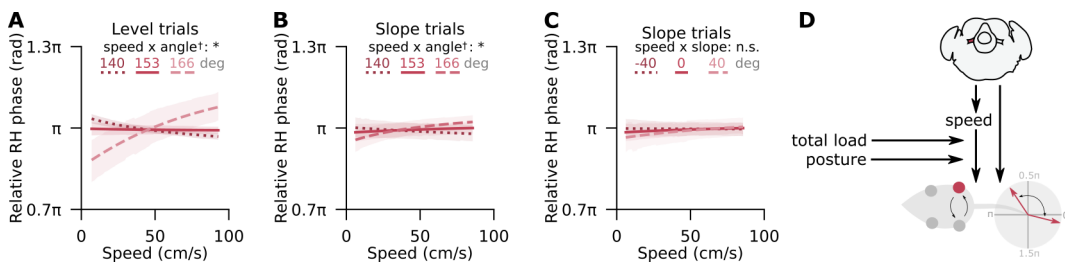 A
Level trials
speed x angle†: *
140 153 166 deg
Relative RH phase (rad)
1.3π
π
0.7π
0 50 100
Speed (cm/s)
B
Slope trials
speed x angle†: *
140 153 166 deg
Relative RH phase (rad)
1.3π
π
0.7π
0 50 100
Speed (cm/s)
C
Slope trials
speed x slope: n.s.
-40 0 40 deg
Relative RH phase (rad)
1.3π
π
0.7π
0 50 100
Speed (cm/s)
D
speed
total load
posture
0.5π
π
1.5π